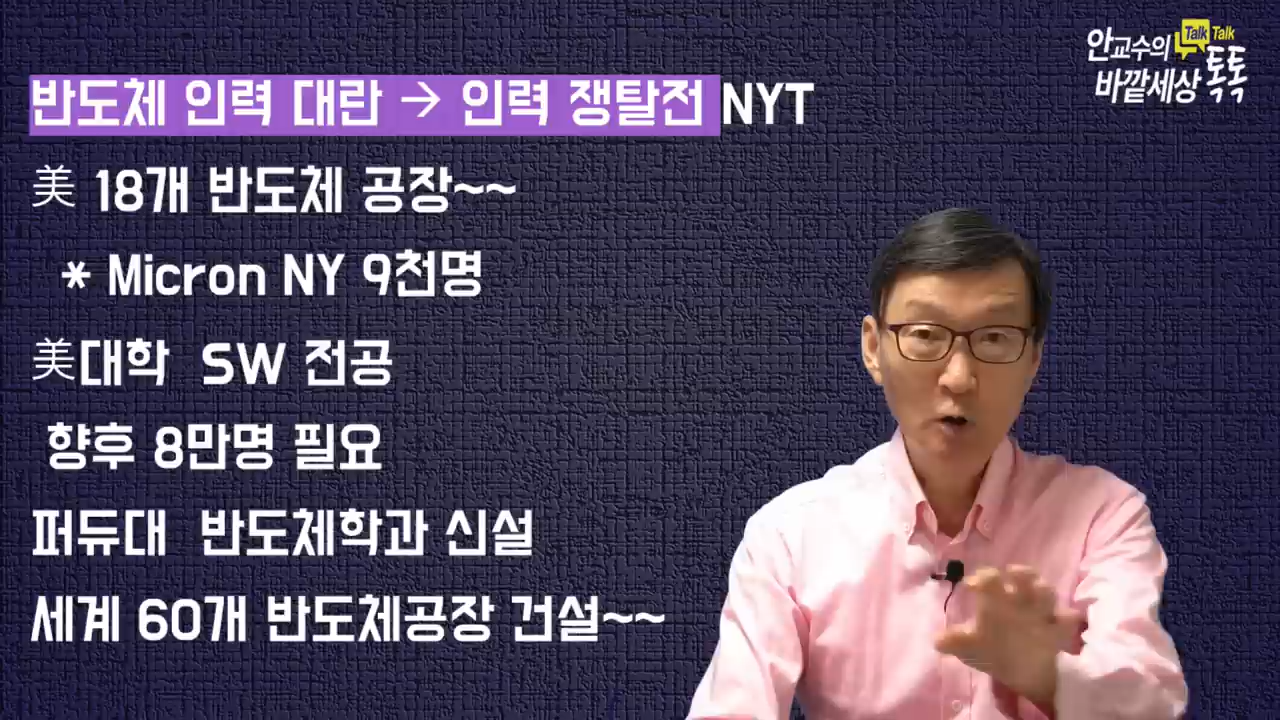 반도체 인력 대란 → 인력 쟁탈전 NYT
美 18개 반도체 공장~~
* Micron NY 9천명
美대학 SW 전공
향후 8만명 필요
퍼듀대 반도체학과 신설
세계 60개 반도체공장 건설~~
안교수의 Talk Talk
바깥세상 톡톡